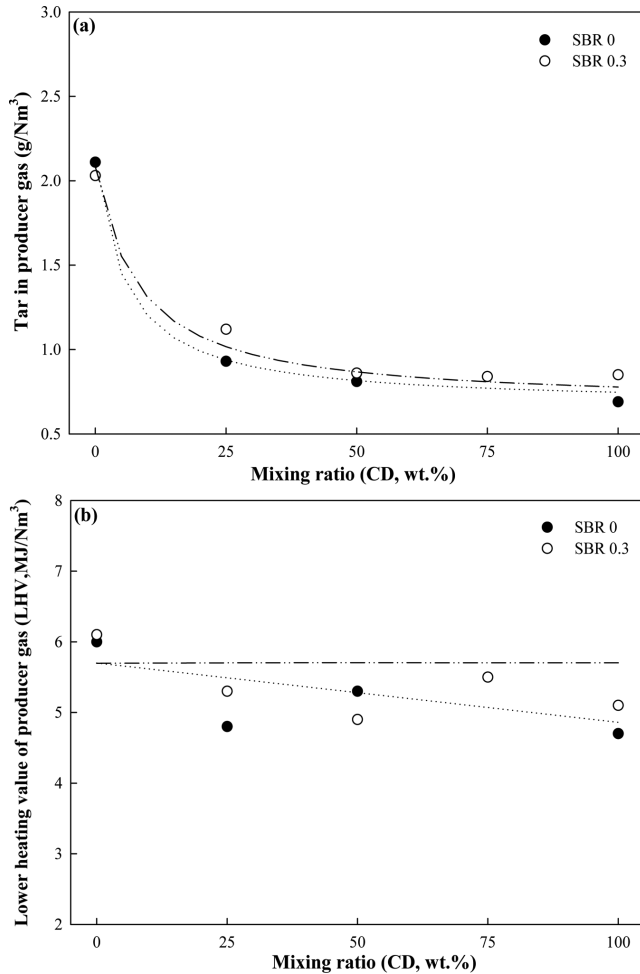 (a)
SBR 0
SBR 0.3
Tar in producer gas (g/Nm³)
3.0
2.5
2.0
1.5
1.0
0.5
0 25 50 75 100
Mixing ratio (CD, wt.%)
(b)
SBR 0
SBR 0.3
Lower heating value of producer gas (LHV,MJ/Nm³)
8
7
6
5
4
3
2
0 25 50 75 100
Mixing ratio (CD, wt.%)